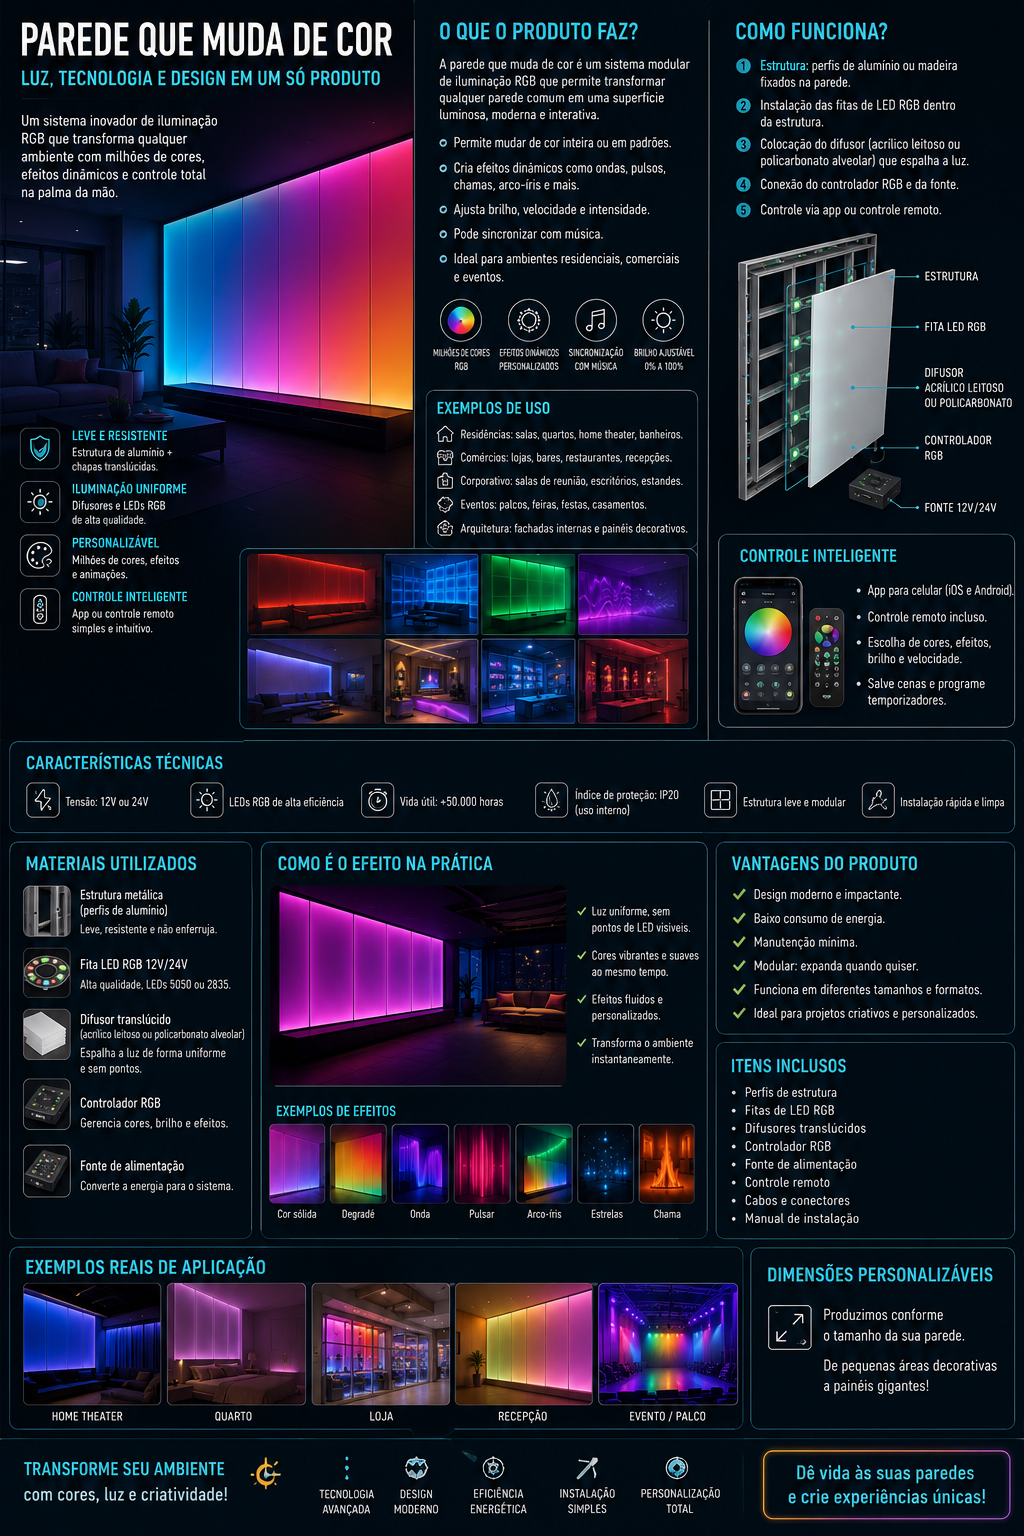 PAREDE QUE MUDA DE COR
LUZ, TECNOLOGIA E DESIGN EM UM SÓ PRODUTO
Um sistema inovador de iluminação
RGB que transforma qualquer
ambiente com milhões de cores,
efeitos dinâmicos e controle total
na palma da mão.
LEVE E RESISTENTE
Estrutura de alumínio +
chapas translúcidas.
ILUMINAÇÃO UNIFORME
Difusores e LEDs RGB
de alta qualidade.
PERSONALIZÁVEL
Milhões de cores, efeitos
e animações.
CONTROLE INTELIGENTE
App ou controle remoto
simples e intuitivo.
O QUE O PRODUTO FAZ?
A parede que muda de cor é um sistema modular
de iluminação RGB que permite transformar
qualquer parede comum em uma superfície
luminosa, moderna e interativa.
Permite mudar de cor inteira ou em padrões.
Cria efeitos dinâmicos como ondas, pulsos,
chamas, arco-íris e mais.
Ajusta brilho, velocidade e intensidade.
Pode sincronizar com música.
Ideal para ambientes residenciais, comerciais
e eventos.
MILHÕES DE CORES
RGB
EFEITOS DINÂMICOS
PERSONALIZADOS
SINCRONIZAÇÃO
COM MÚSICA
BRILHO AJUSTÁVEL
0% A 100%
EXEMPLOS DE USO
Residências: salas, quartos, home theater, banheiros.
Comércios: lojas, bares, restaurantes, recepções.
Corporativo: salas de reunião, escritórios, estandes.
Eventos: palcos, feiras, festas, casamentos.
Arquitetura: fachadas internas e painéis decorativos.
COMO FUNCIONA?
1 Estrutura: perfis de alumínio ou madeira
fixados na parede.
2 Instalação das fitas de LED RGB dentro
da estrutura.
3 Colocação do difusor (acrílico leitoso ou
policarbonato alveolar) que espalha a luz.
4 Conexão do controlador RGB e da fonte.
5 Controle via app ou controle remoto.
ESTRUTURA
FITA LED RGB
DIFUSOR
ACRÍLICO LEITOSO
OU POLICARBONATO
CONTROLADOR
RGB
FONTE 12V/24V
CONTROLE INTELIGENTE
• App para celular (iOS e Android).
• Controle remoto incluso.
• Escolha de cores, efeitos,
brilho e velocidade.
• Salve cenas e programe
temporizadores.
CARACTERÍSTICAS TÉCNICAS
Tensão: 12V ou 24V
LEDs RGB de alta eficiência
Vida útil: +50.000 horas
Índice de proteção: IP20
(uso interno)
Estrutura leve e modular
Instalação rápida e limpa
MATERIAIS UTILIZADOS
Estrutura metálica
(perfis de alumínio)
Leve, resistente e não enferruja.
Fita LED RGB 12V/24V
Alta qualidade, LEDs 5050 ou 2835.
Difusor translúcido
(acrílico leitoso ou policarbonato alveolar)
Espalha a luz de forma uniforme
e sem pontos.
Controlador RGB
Gerencia cores, brilho e efeitos.
Fonte de alimentação
Converte a energia para o sistema.
COMO É O EFEITO NA PRÁTICA
Luz uniforme, sem
pontos de LED visíveis.
Cores vibrantes e suaves
ao mesmo tempo.
Efeitos fluidos e
personalizados.
Transforma o ambiente
instantaneamente.
EXEMPLOS DE EFEITOS
Cor sólida
Degradê
Onda
Pulsar
Arco-íris
Estrelas
Chama
VANTAGENS DO PRODUTO
Design moderno e impactante.
Baixo consumo de energia.
Manutenção mínima.
Modular: expanda quando quiser.
Funciona em diferentes tamanhos e formatos.
Ideal para projetos criativos e personalizados.
ITENS INCLUSOS
• Perfis de estrutura
• Fitas de LED RGB
• Difusores translúcidos
• Controlador RGB
• Fonte de alimentação
• Controle remoto
• Cabos e conectores
• Manual de instalação
EXEMPLOS REAIS DE APLICAÇÃO
HOME THEATER
QUARTO
LOJA
RECEPÇÃO
EVENTO / PALCO
DIMENSÕES PERSONALIZÁVEIS
Produzimos conforme
o tamanho da sua parede.
De pequenas áreas decorativas
a painéis gigantes!
TRANSFORME SEU AMBIENTE
com cores, luz e criatividade!
TECNOLOGIA
AVANÇADA
DESIGN
MODERNO
EFICIÊNCIA
ENERGÉTICA
INSTALAÇÃO
SIMPLES
PERSONALIZAÇÃO
TOTAL
Dê vida às suas paredes
e crie experiências únicas!